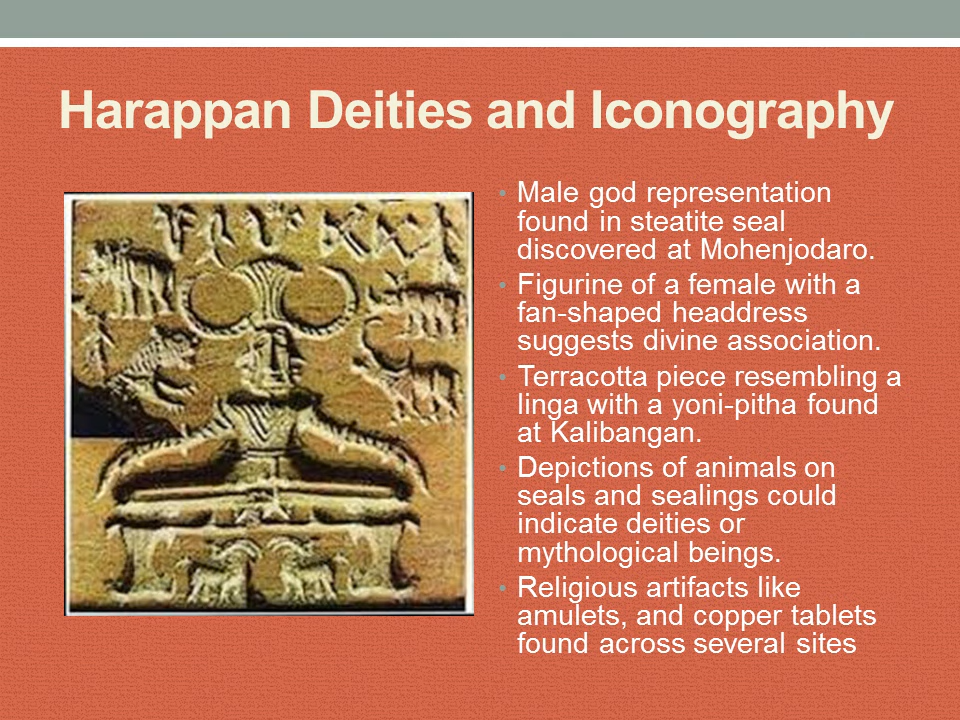 Harappan Deities and Iconography
• Male god representation
found in steatite seal
discovered at Mohenjodaro.
• Figurine of a female with a
fan-shaped headdress
suggests divine association.
• Terracotta piece resembling a
linga with a yoni-pitha found
at Kalibangan.
• Depictions of animals on
seals and sealings could
indicate deities or
mythological beings.
• Religious artifacts like
amulets, and copper tablets
found across several sites